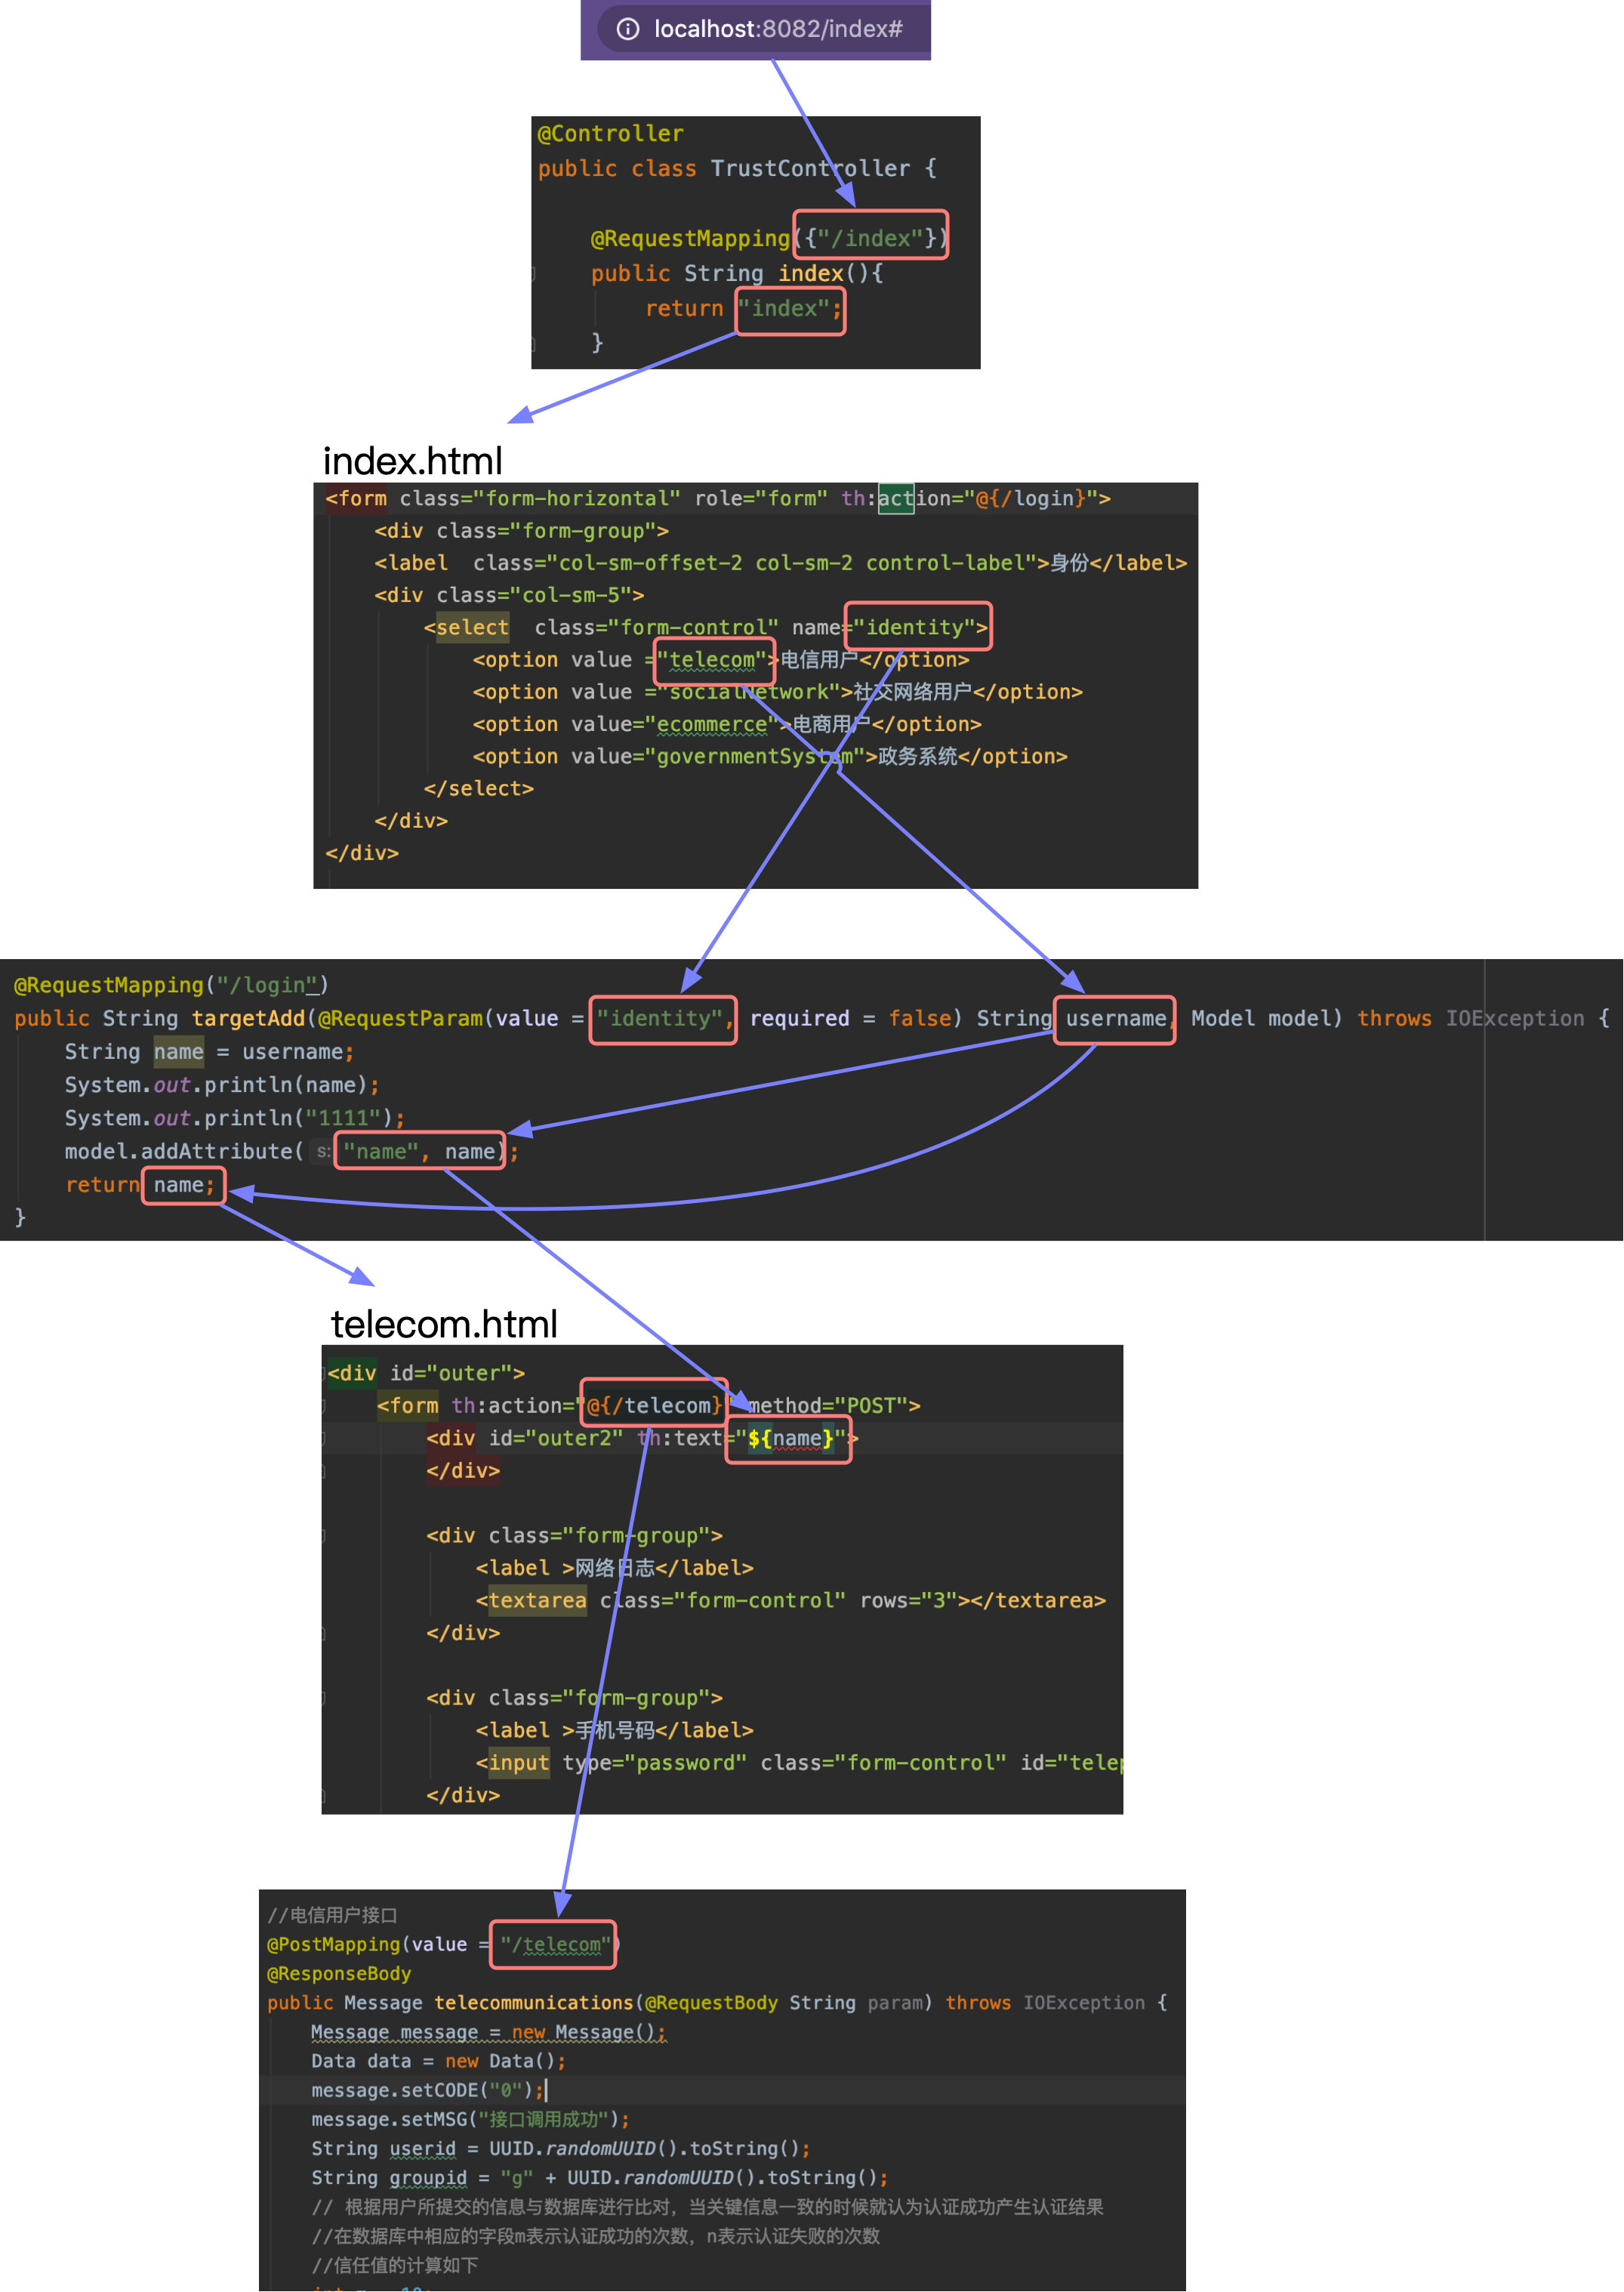 localhost:8082/index#
@Controller
public class TrustController {
@RequestMapping({"/index"})
public String index(){
return "index";
}
index.html
<form class="form-horizontal" role="form" th:action="@{/login}">
<div class="form-group">
<label  class="col-sm-offset-2 col-sm-2 control-label">身份</label>
<div class="col-sm-5">
<select  class="form-control" name="identity">
<option value ="telecom">电信用户</option>
<option value ="socialNetwork">社交网络用户</option>
<option value="ecommerce">电商用户</option>
<option value="governmentSystem">政务系统</option>
</select>
</div>
</div>
@RequestMapping("/login_")
public String targetAdd(@RequestParam(value = "identity", required = false) String username, Model model) throws IOException {
String name = username;
System.out.println(name);
System.out.println("1111");
model.addAttribute( s: "name", name);
return name;
}
telecom.html
<div id="outer">
<form th:action="@{/telecom}" method="POST">
<div id="outer2" th:text="${name}">
</div>
<div class="form-group">
<label >网络日志</label>
<textarea class="form-control" rows="3"></textarea>
</div>
<div class="form-group">
<label >手机号码</label>
<input type="password" class="form-control" id="telep
</div>
//电信用户接口
@PostMapping(value = "/telecom")
@ResponseBody
public Message telecommunications(@RequestBody String param) throws IOException {
Message message = new Message();
Data data = new Data();
message.setCODE("0");
message.setMSG("接口调用成功");
String userid = UUID.randomUUID().toString();
String groupid = "g" + UUID.randomUUID().toString();
// 根据用户所提交的信息与数据库进行比对，当关键信息一致的时候就认为认证成功产生认证结果
//在数据库中相应的字段m表示认证成功的次数，n表示认证失败的次数
//信任值的计算如下